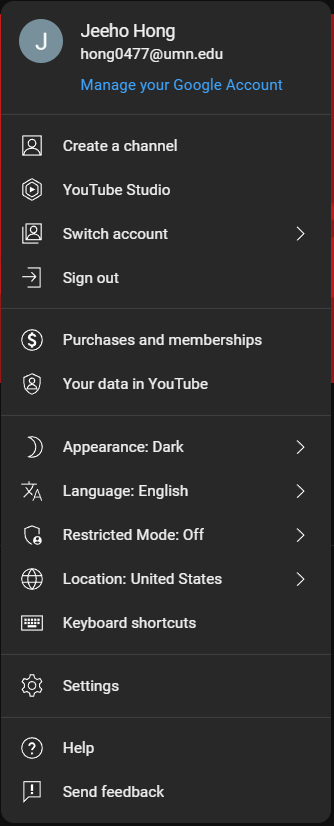 J
Jeeho Hong
hong0477@umn.edu
Manage your Google Account
Create a channel
YouTube Studio
Switch account
Sign out
$
Purchases and memberships
Your data in YouTube
Appearance: Dark
Language: English
Restricted Mode: Off
Location: United States
Keyboard shortcuts
Settings
?
Help
!
Send feedback